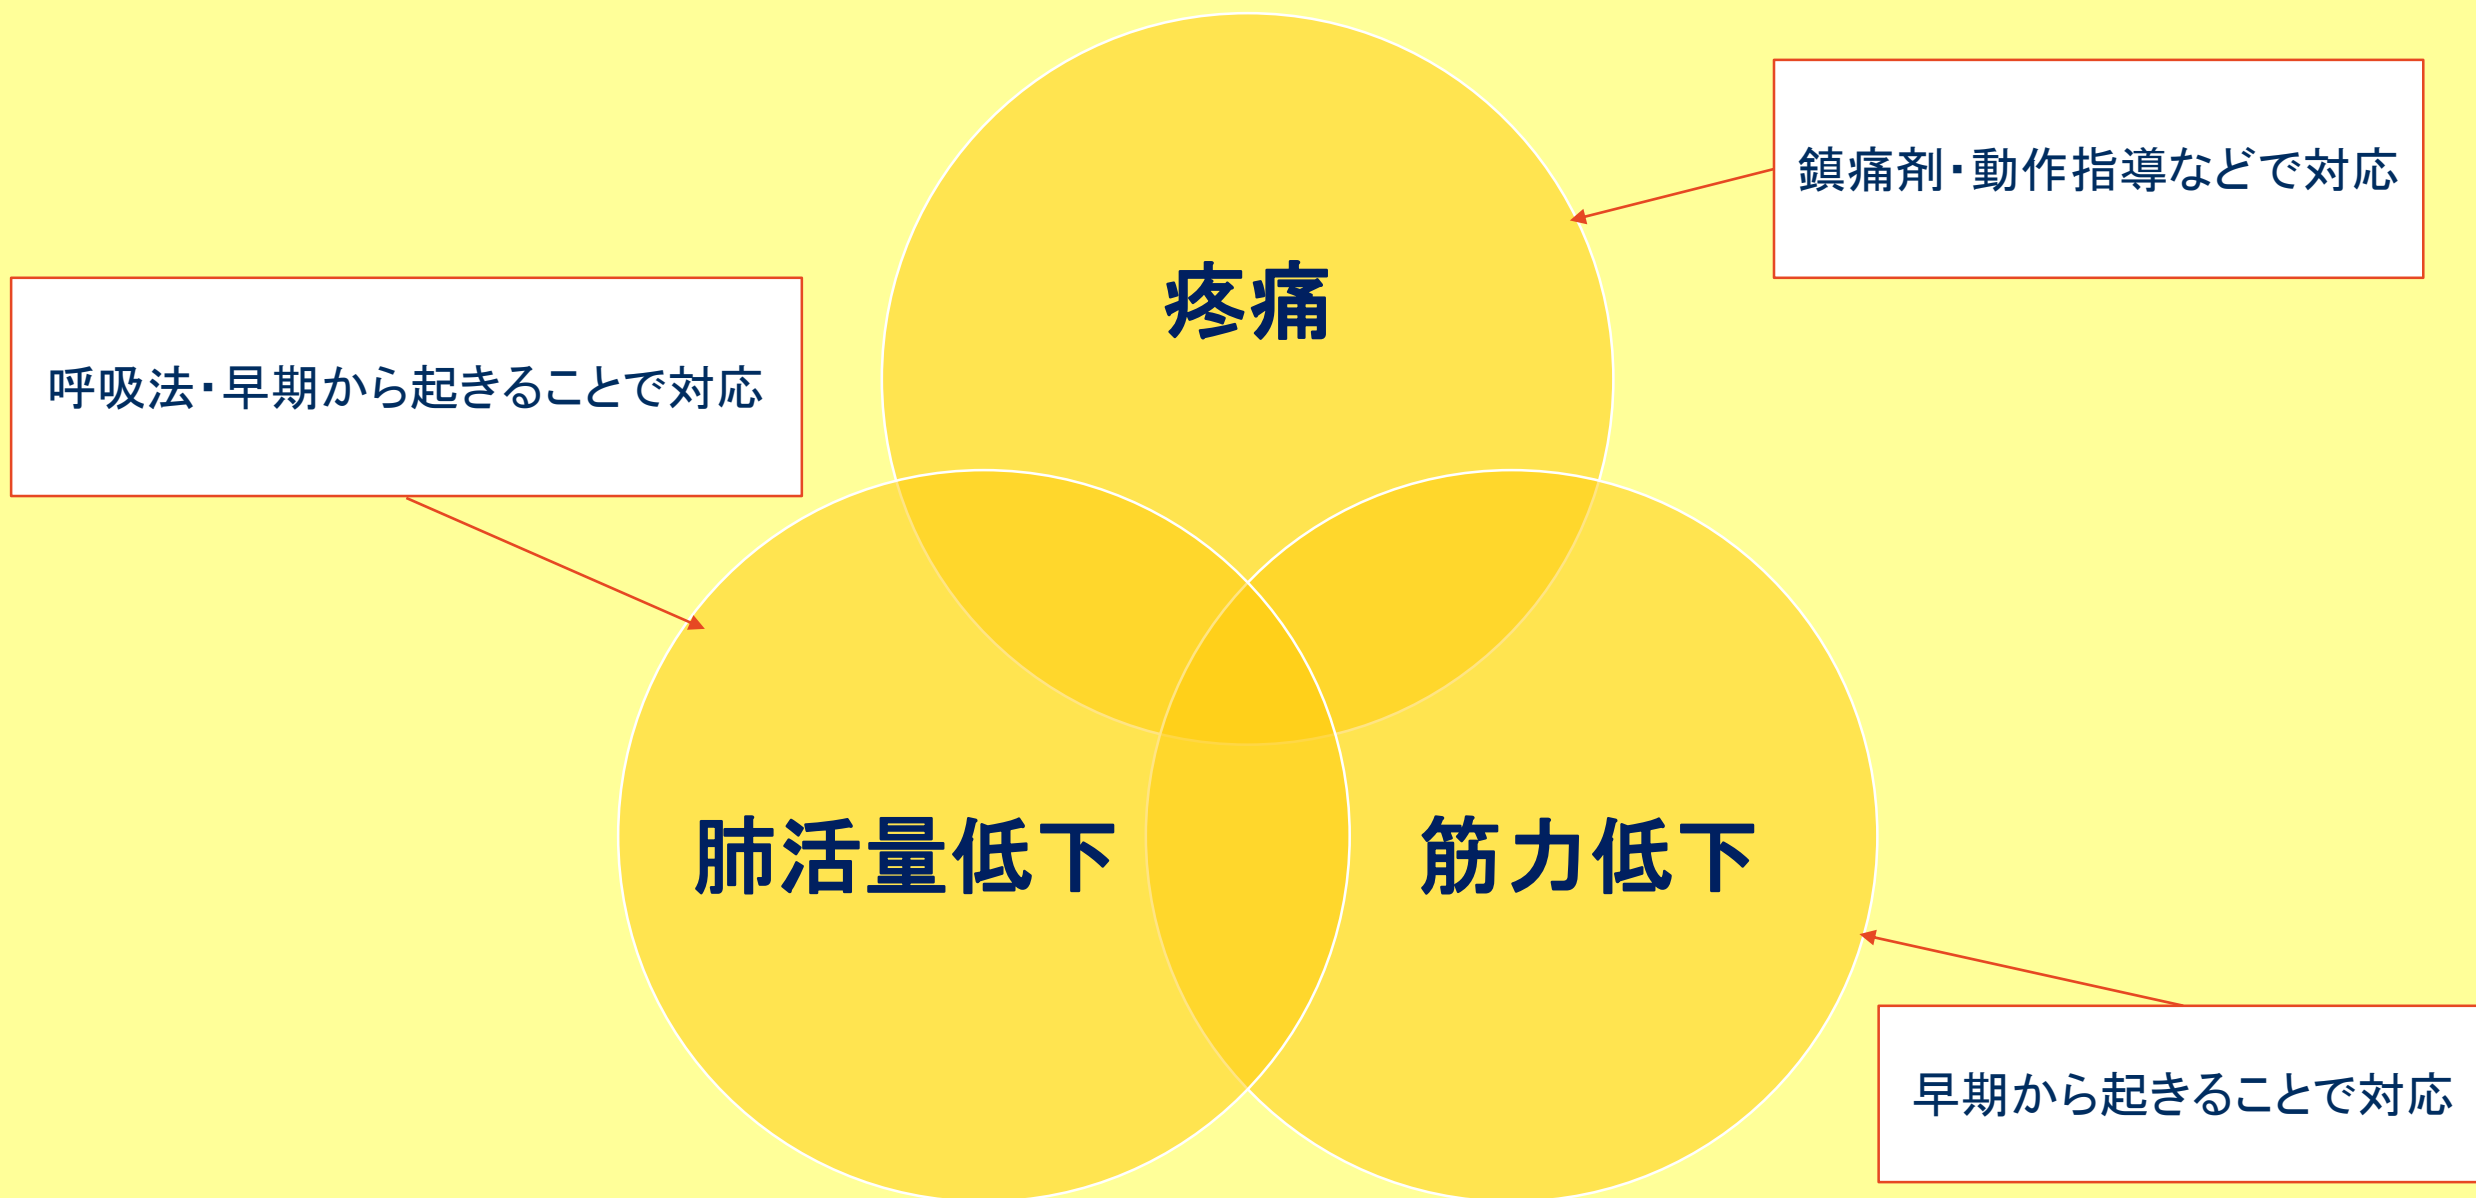 鎮痛剤・動作指導などで対応
疼痛
呼吸法・早期から起きることで対応
肺活量低下
筋力低下
早期から起きることで対応